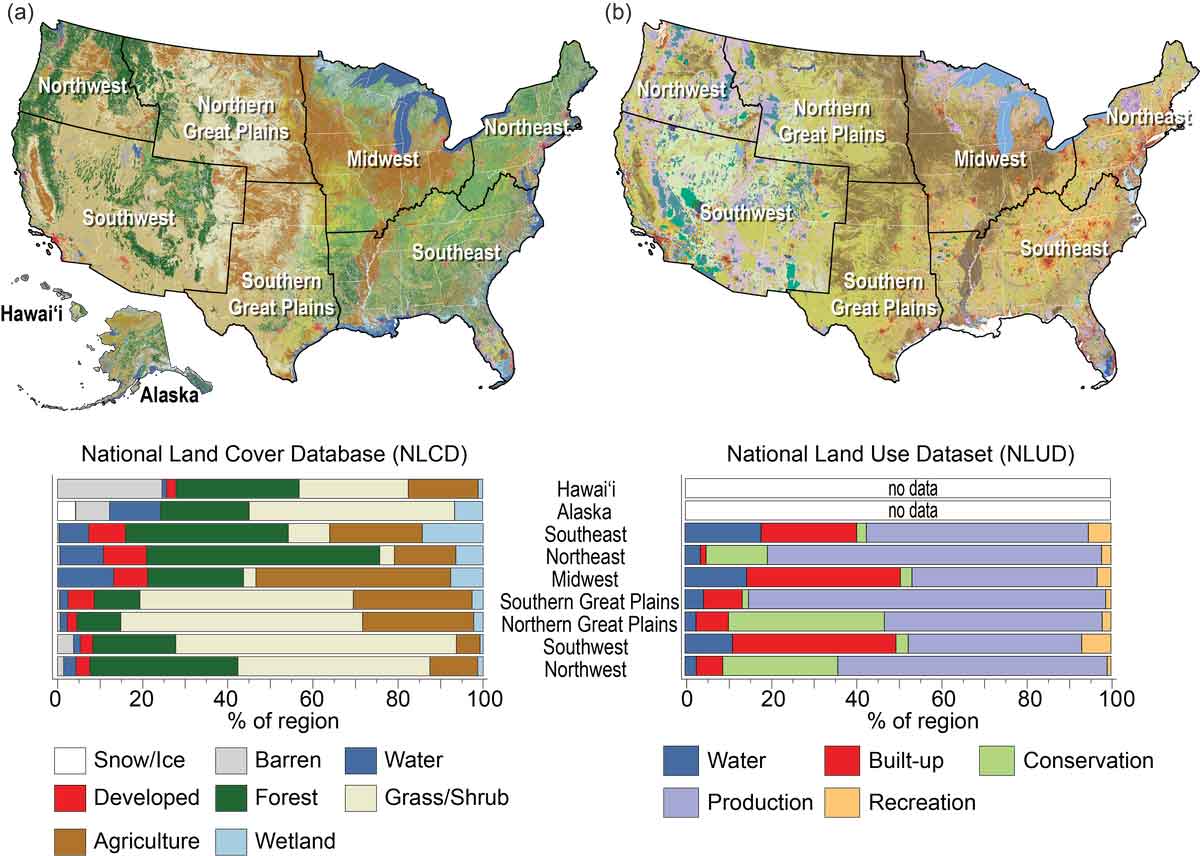 (a)
Northwest
Northern
Great Plains
Midwest
Northeast
Southwest
Southeast
Southern
Great Plains
Hawai‘i
Alaska
(b)
Northwest
Northern
Great Plains
Midwest
Northeast
Southwest
Southeast
Southern
Great Plains
National Land Cover Database (NLCD)
National Land Use Dataset (NLUD)
Hawai‘i
no data
Alaska
no data
Southeast
Northeast
Midwest
Southern Great Plains
Northern Great Plains
Southwest
Northwest
0 20 40 60 80 100
% of region
0 20 40 60 80 100
% of region
Snow/Ice Barren Water
Developed Forest Grass/Shrub
Agriculture Wetland
Water Built-up Conservation
Production Recreation